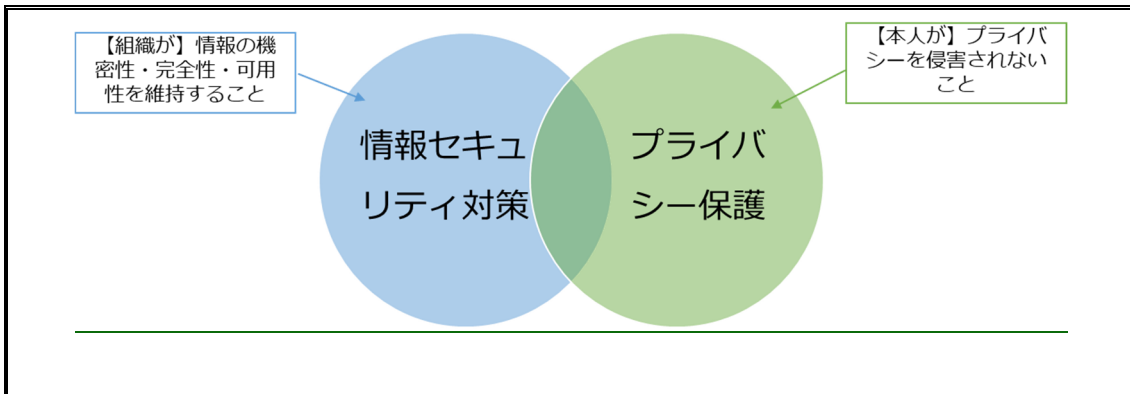 【組織が】情報の機
密性・完全性・可用
性を維持すること
【本人が】プライバ
シーを侵害されない
こと
情報セキュ
リティ対策
プライバ
シー保護